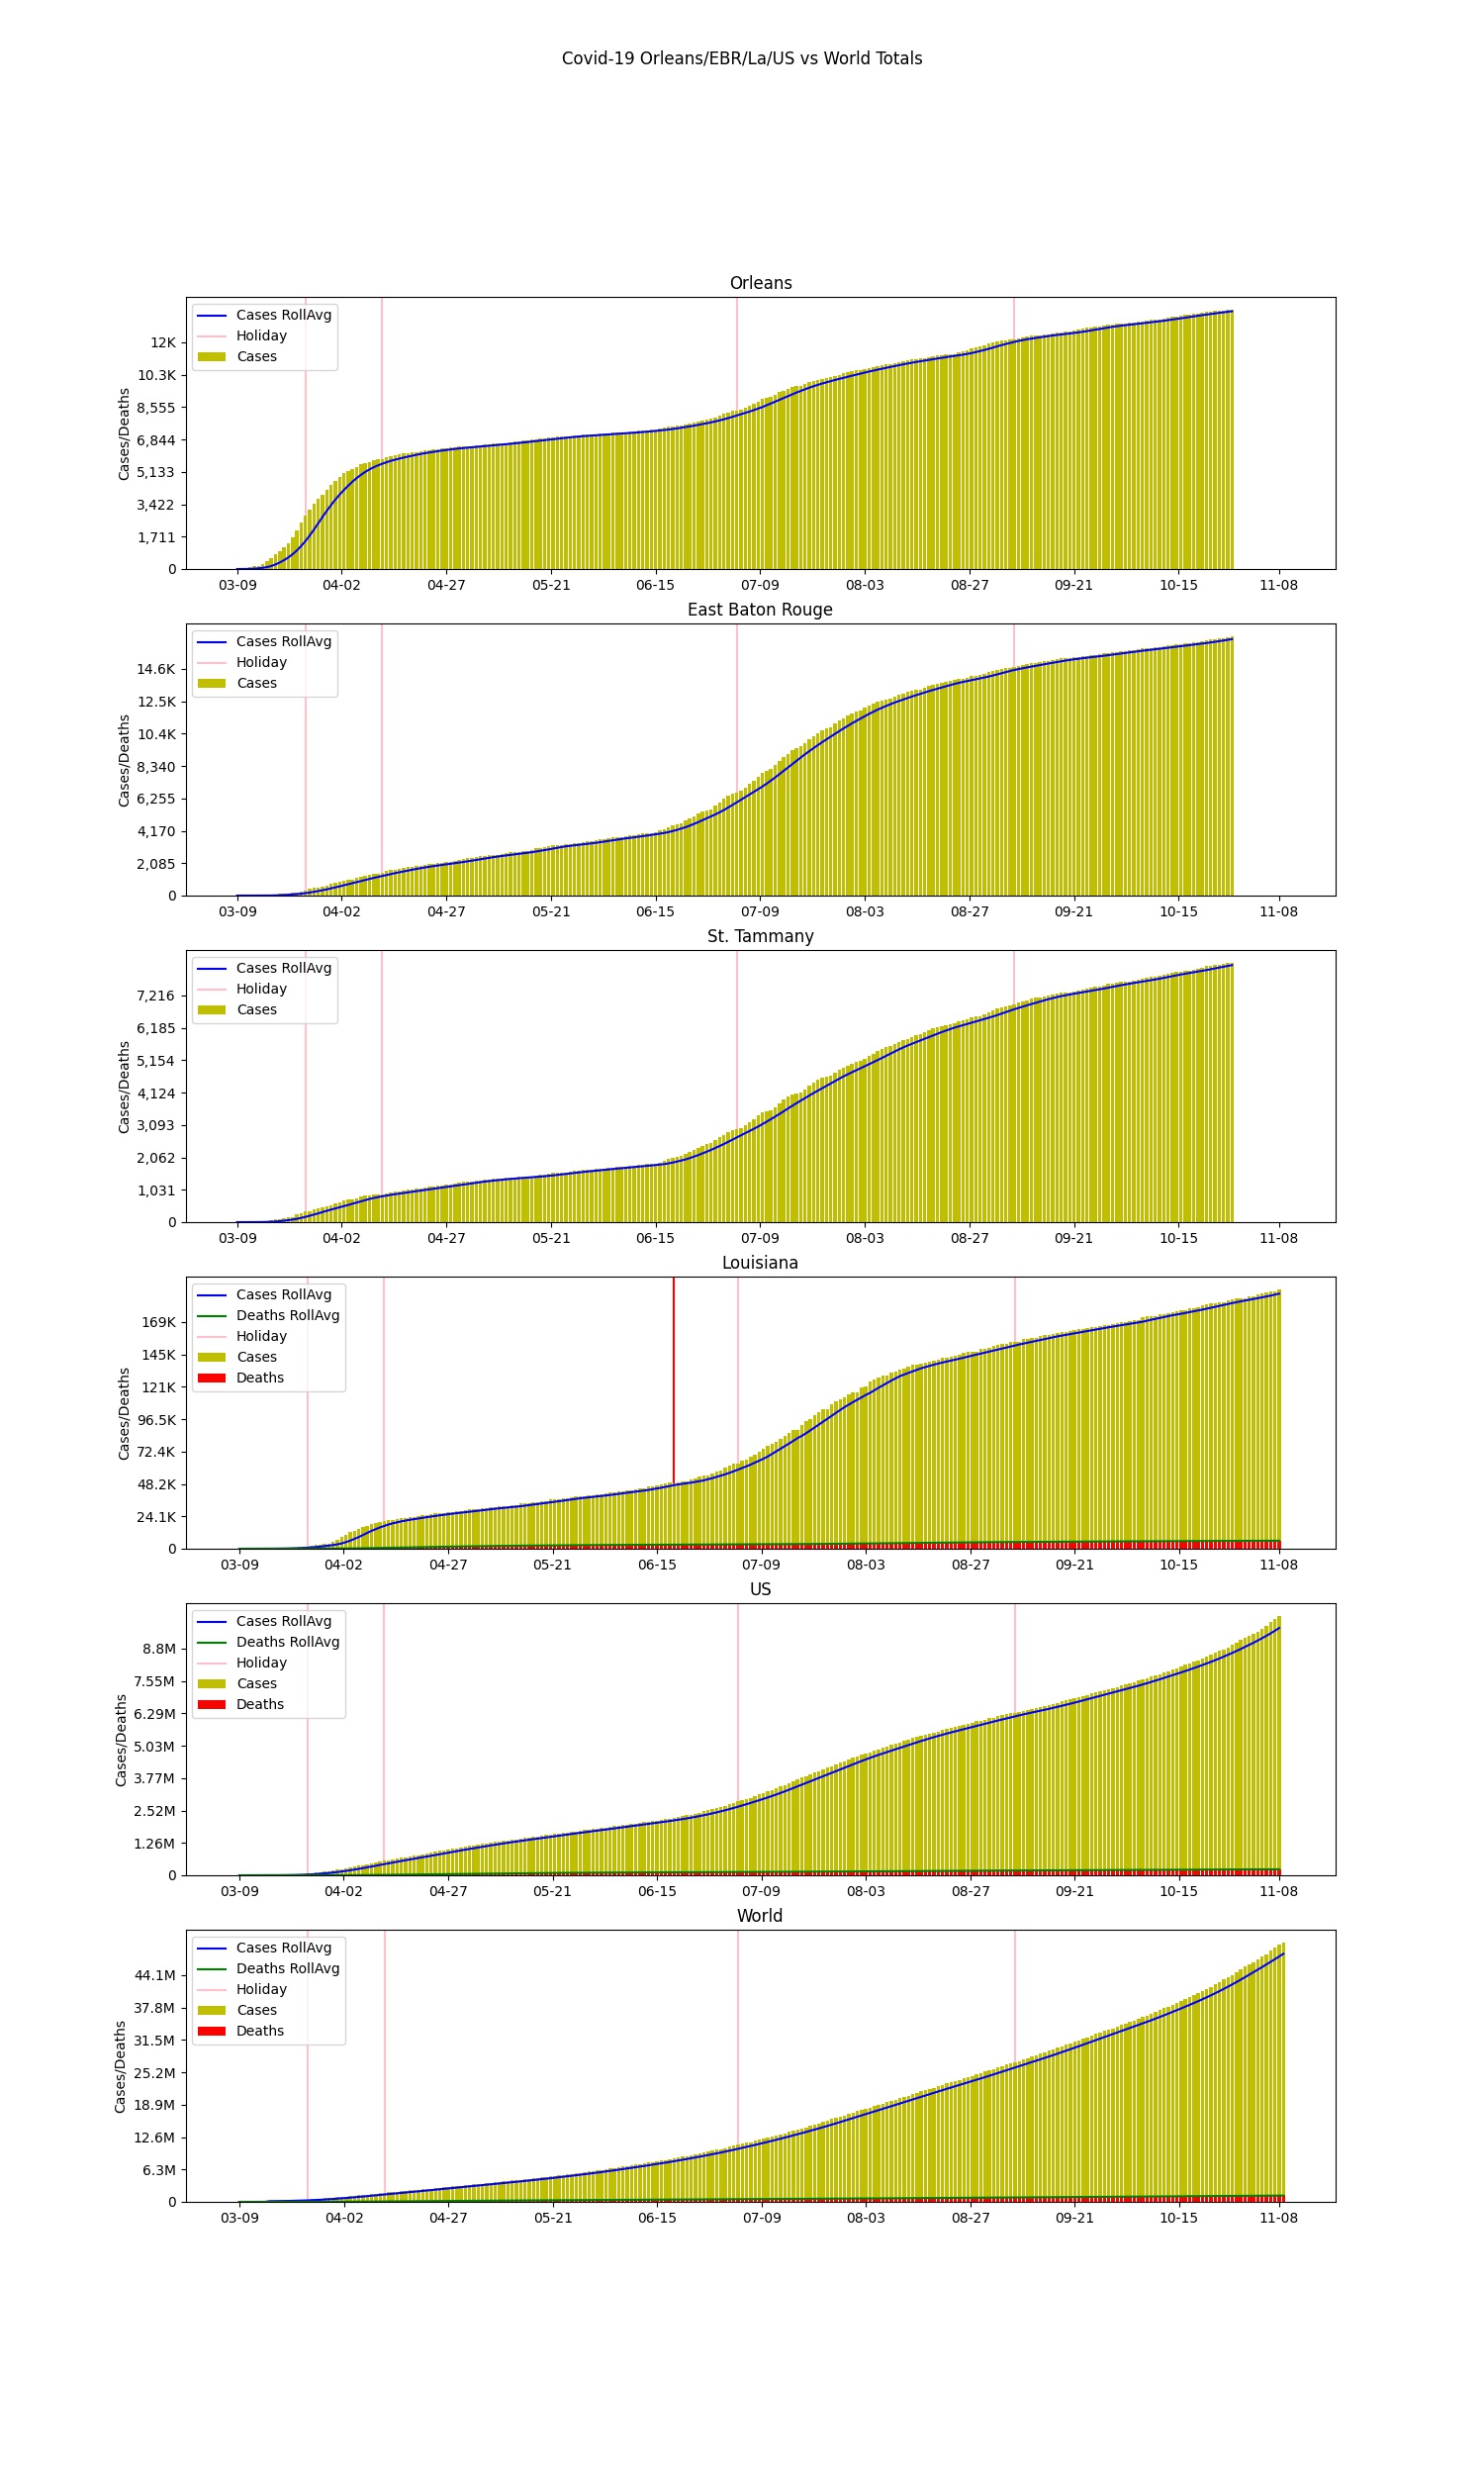 Covid-19 Orleans/EBR/La/US vs World Totals
Orleans
Cases RollAvg
Holiday
Cases
Cases/Deaths
12K
10.3K
8,555
6,844
5,133
3,422
1,711
0
03-09 04-02 04-27 05-21 06-15 07-09 08-03 08-27 09-21 10-15 11-08
East Baton Rouge
Cases RollAvg
Holiday
Cases
Cases/Deaths
14.6K
12.5K
10.4K
8,340
6,255
4,170
2,085
0
03-09 04-02 04-27 05-21 06-15 07-09 08-03 08-27 09-21 10-15 11-08
St. Tammany
Cases RollAvg
Holiday
Cases
Cases/Deaths
7,216
6,185
5,154
4,124
3,093
2,062
1,031
0
03-09 04-02 04-27 05-21 06-15 07-09 08-03 08-27 09-21 10-15 11-08
Louisiana
Cases RollAvg
Deaths RollAvg
Holiday
Cases
Deaths
Cases/Deaths
169K
145K
121K
96.5K
72.4K
48.2K
24.1K
0
03-09 04-02 04-27 05-21 06-15 07-09 08-03 08-27 09-21 10-15 11-08
US
Cases RollAvg
Deaths RollAvg
Holiday
Cases
Deaths
Cases/Deaths
8.8M
7.55M
6.29M
5.03M
3.77M
2.52M
1.26M
0
03-09 04-02 04-27 05-21 06-15 07-09 08-03 08-27 09-21 10-15 11-08
World
Cases RollAvg
Deaths RollAvg
Holiday
Cases
Deaths
Cases/Deaths
44.1M
37.8M
31.5M
25.2M
18.9M
12.6M
6.3M
0
03-09 04-02 04-27 05-21 06-15 07-09 08-03 08-27 09-21 10-15 11-08